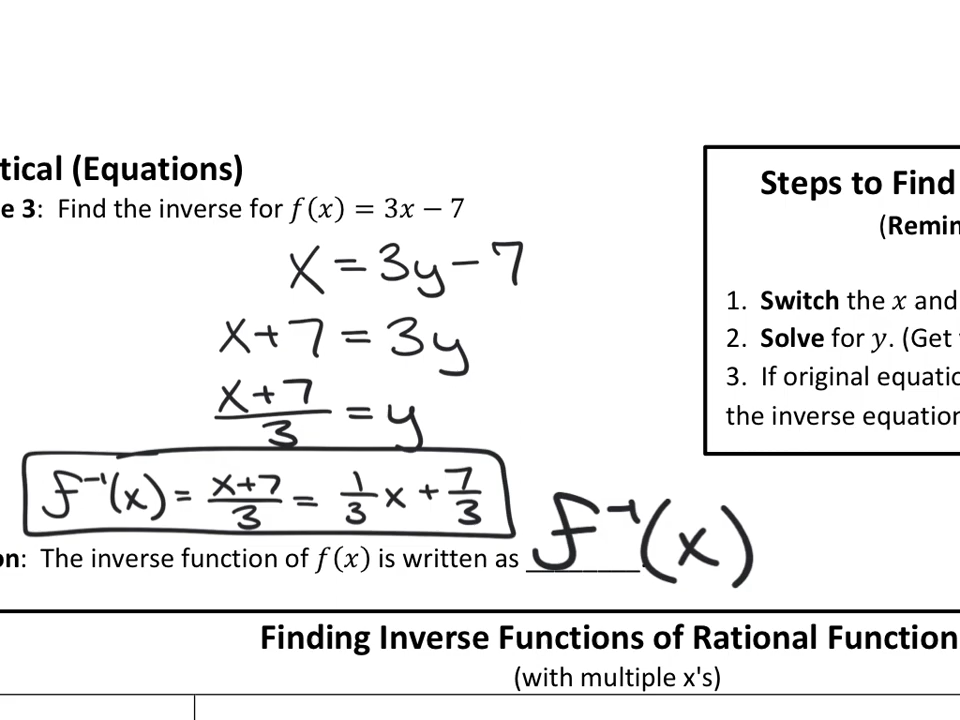 tical (Equations)
e 3: Find the inverse for f(x) = 3x − 7
x = 3y − 7
x + 7 = 3y
x + 7 / 3 = y
f⁻¹(x) = x+7 / 3 = 1/3 x + 7/3
on: The inverse function of f(x) is written as ________. f⁻¹(x)
Steps to Find
(Remin
1. Switch the x and
2. Solve for y. (Get
3. If original equatio
the inverse equation
Finding Inverse Functions of Rational Function
(with multiple x's)